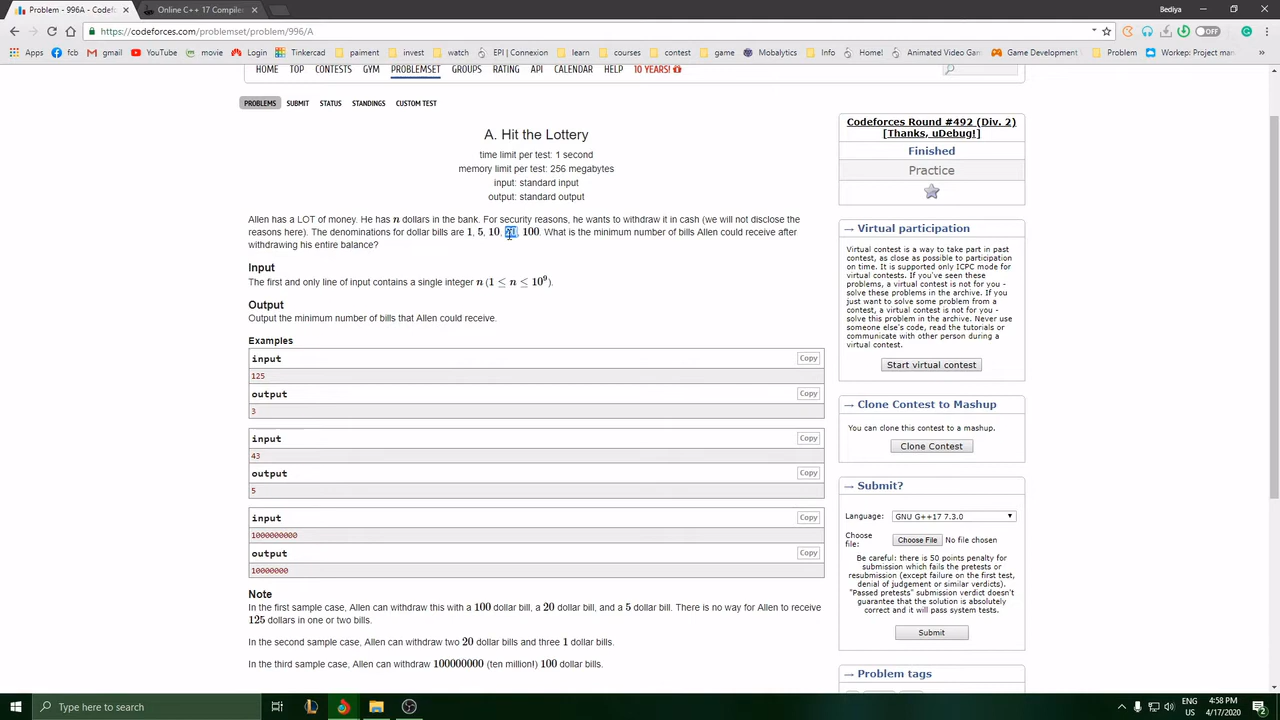 Problem - 996A - Codef
Online C++ 17 Compiler
Bediya
https://codeforces.com/problemset/problem/996/A
OFF
Apps fcb gmail YouTube movie Login Tinkercad paiment invest watch EPI | Connexion learn courses contest game Mobalytics Info Home! Animated Video Gam Game Development Problem Workep: Project man »
HOME TOP CONTESTS GYM PROBLEMSET GROUPS RATING API CALENDAR HELP 10 YEARS!
PROBLEMS SUBMIT STATUS STANDINGS CUSTOM TEST
A. Hit the Lottery
time limit per test: 1 second
memory limit per test: 256 megabytes
input: standard input
output: standard output
Allen has a LOT of money. He has n dollars in the bank. For security reasons, he wants to withdraw it in cash (we will not disclose the
reasons here). The denominations for dollar bills are 1, 5, 10, 20, 100. What is the minimum number of bills Allen could receive after
withdrawing his entire balance?
Input
The first and only line of input contains a single integer n (1 ≤ n ≤ 10⁹).
Output
Output the minimum number of bills that Allen could receive.
Examples
input Copy
125
output Copy
3
input Copy
43
output Copy
5
input Copy
1000000000
output Copy
10000000
Note
In the first sample case, Allen can withdraw this with a 100 dollar bill, a 20 dollar bill, and a 5 dollar bill. There is no way for Allen to receive
125 dollars in one or two bills.
In the second sample case, Allen can withdraw two 20 dollar bills and three 1 dollar bills.
In the third sample case, Allen can withdraw 100000000 (ten million!) 100 dollar bills.
Codeforces Round #492 (Div. 2)
[Thanks, uDebug!]
Finished
Practice
→ Virtual participation
Virtual contest is a way to take part in past
contest, as close as possible to participation
on time. It is supported only ICPC mode for
virtual contests. If you've seen these
problems, a virtual contest is not for you -
solve these problems in the archive. If you
just want to solve some problem from a
contest, a virtual contest is not for you -
solve this problem in the archive. Never use
someone else's code, read the tutorials or
communicate with other person during a
virtual contest.
Start virtual contest
→ Clone Contest to Mashup
You can clone this contest to a mashup.
Clone Contest
→ Submit?
Language: GNU G++17 7.3.0
Choose
file: Choose File No file chosen
Be careful: there is 50 points penalty for
submission which fails the pretests or
resubmission (except failure on the first test,
denial of judgement or similar verdicts).
"Passed pretests" submission verdict doesn't
guarantee that the solution is absolutely
correct and it will pass system tests.
Submit
→ Problem tags
Type here to search
ENG
US
4:58 PM
4/17/2020
2